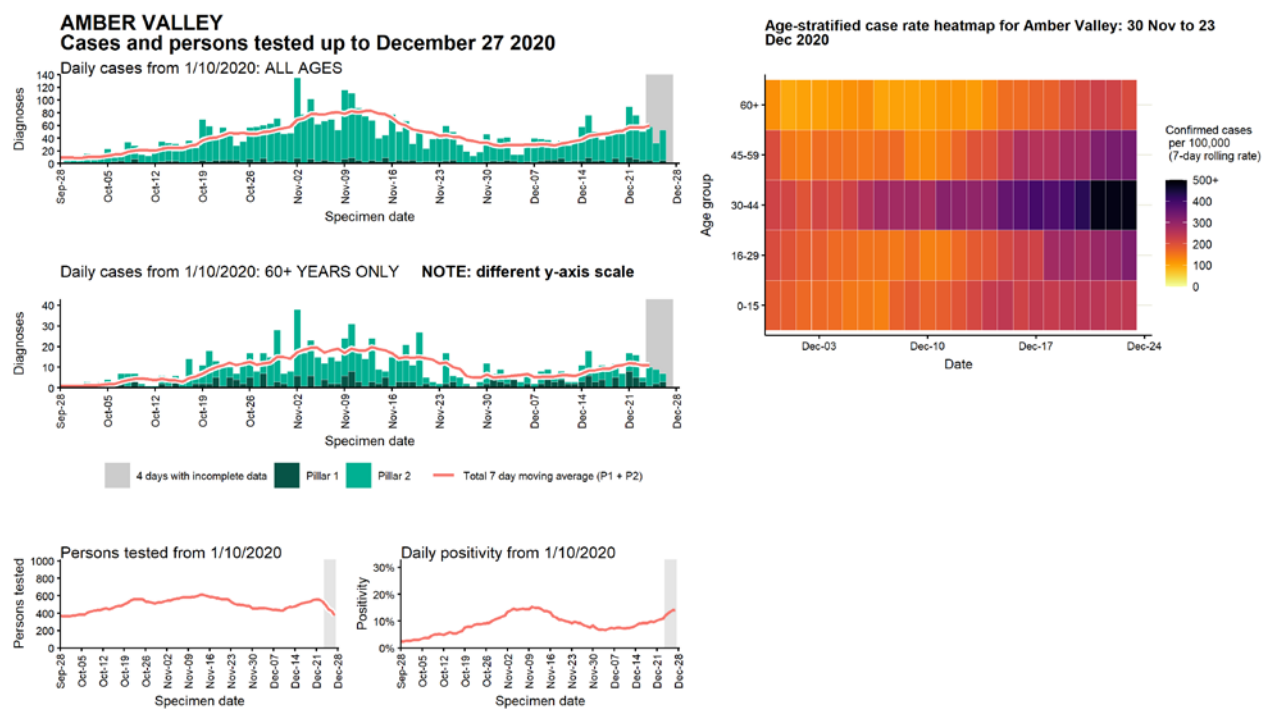 AMBER VALLEY
Cases and persons tested up to December 27 2020
Daily cases from 1/10/2020: ALL AGES
Diagnoses
140
120
100
80
60
40
20
0
Sep-28
Oct-05
Oct-12
Oct-19
Oct-26
Nov-02
Nov-09
Nov-16
Nov-23
Nov-30
Dec-07
Dec-14
Dec-21
Dec-28
Specimen date
Daily cases from 1/10/2020: 60+ YEARS ONLY NOTE: different y-axis scale
Diagnoses
40
30
20
10
0
Sep-28
Oct-05
Oct-12
Oct-19
Oct-26
Nov-02
Nov-09
Nov-16
Nov-23
Nov-30
Dec-07
Dec-14
Dec-21
Dec-28
Specimen date
4 days with incomplete data
Pillar 1
Pillar 2
Total 7 day moving average (P1 + P2)
Persons tested from 1/10/2020
Persons tested
1000
800
600
400
200
0
Sep-28
Oct-05
Oct-12
Oct-19
Oct-26
Nov-02
Nov-09
Nov-16
Nov-23
Nov-30
Dec-07
Dec-14
Dec-21
Dec-28
Specimen date
Daily positivity from 1/10/2020
Positivity
30%
20%
10%
0%
Sep-28
Oct-05
Oct-12
Oct-19
Oct-26
Nov-02
Nov-09
Nov-16
Nov-23
Nov-30
Dec-07
Dec-14
Dec-21
Dec-28
Specimen date
Age-stratified case rate heatmap for Amber Valley: 30 Nov to 23
Dec 2020
Age group
60+
45-59
30-44
16-29
0-15
Dec-03
Dec-10
Dec-17
Dec-24
Date
Confirmed cases
per 100,000
(7-day rolling rate)
500+
400
300
200
100
0